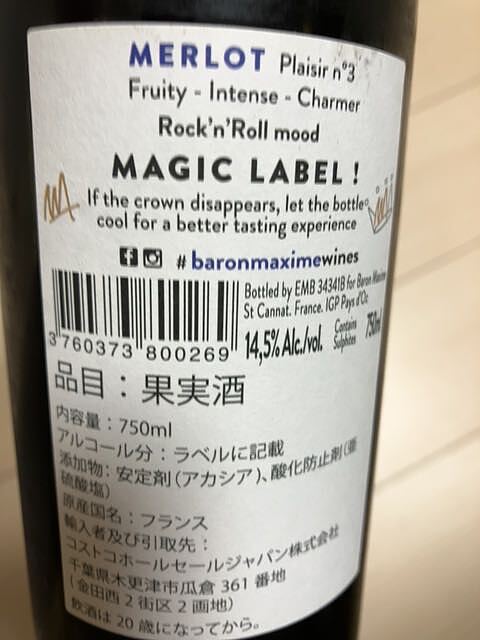 MERLOT Plaisir n°3
Fruity - Intense - Charmer
Rock'n'Roll mood
MAGIC LABEL !
If the crown disappears, let the bottle
cool for a better tasting experience
#baronmaximewines
Bottled by EMB 34341B for Baron Maxime
St Cannat. France. IGP Pays d'Oc
14,5% Alc./vol.
Contains
Sulphites
750ml
3 760373 800269
品目：果実酒
内容量：750ml
アルコール分：ラベルに記載
添加物：安定剤（アカシア）、酸化防止剤（亜
硫酸塩）
原産国名：フランス
輸入者及び引取先：
コストコホールセールジャパン株式会社
千葉県木更津市瓜倉 361 番地
（金田西 2 街区 2 画地）
飲酒は 20 歳になってから。